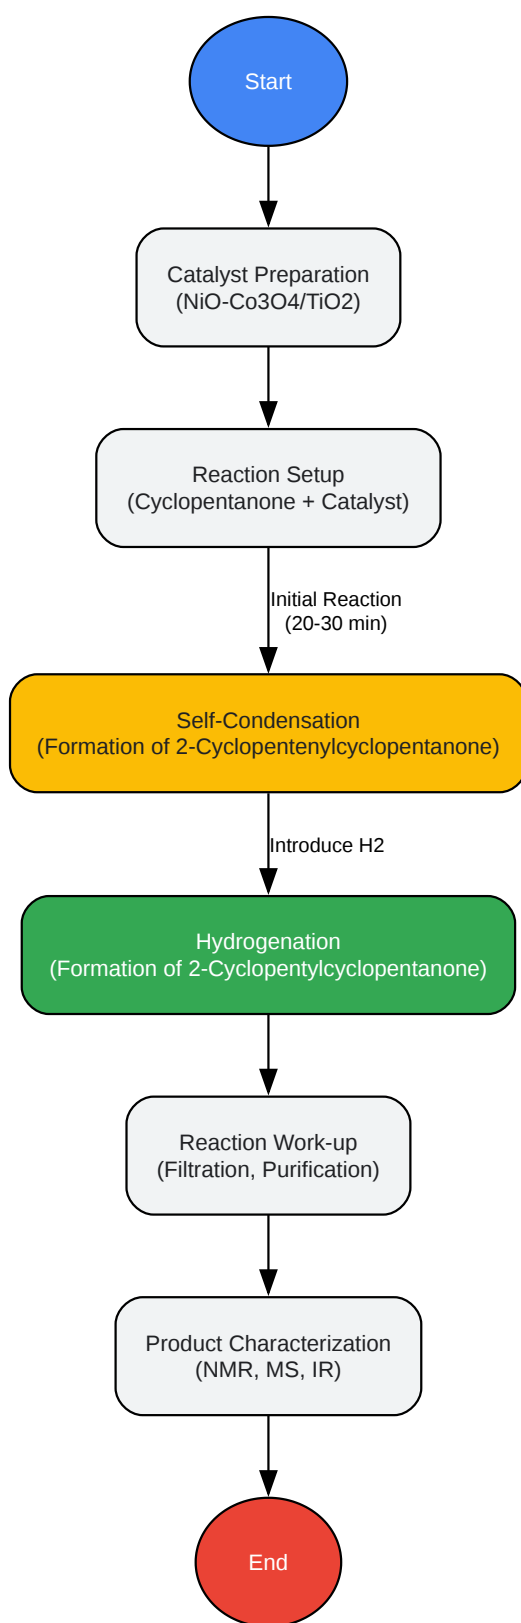 Start
Catalyst Preparation
(NiO-Co3O4/TiO2)
Reaction Setup
(Cyclopentanone + Catalyst)
Initial Reaction
(20-30 min)
Self-Condensation
(Formation of 2-Cyclopentenylcyclopentanone)
Introduce H2
Hydrogenation
(Formation of 2-Cyclopentylcyclopentanone)
Reaction Work-up
(Filtration, Purification)
Product Characterization
(NMR, MS, IR)
End